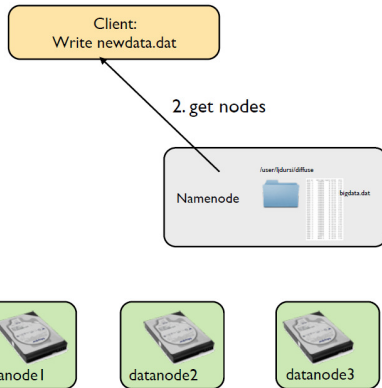 Client:
Write newdata.dat
2. get nodes
/user/ljdursi/diffuse
Namenode
bigdata.dat
anode1
datanode2
datanode3